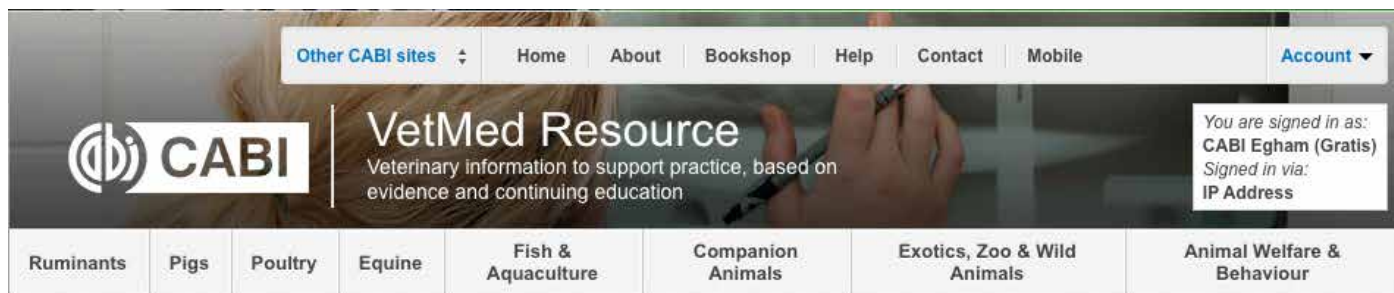 Other CABI sites Home About Bookshop Help Contact Mobile Account
CABI
VetMed Resource
Veterinary information to support practice, based on
evidence and continuing education
You are signed in as:
CABI Egham (Gratis)
Signed in via:
IP Address
Ruminants Pigs Poultry Equine Fish &
Aquaculture Companion
Animals Exotics, Zoo & Wild
Animals Animal Welfare &
Behaviour